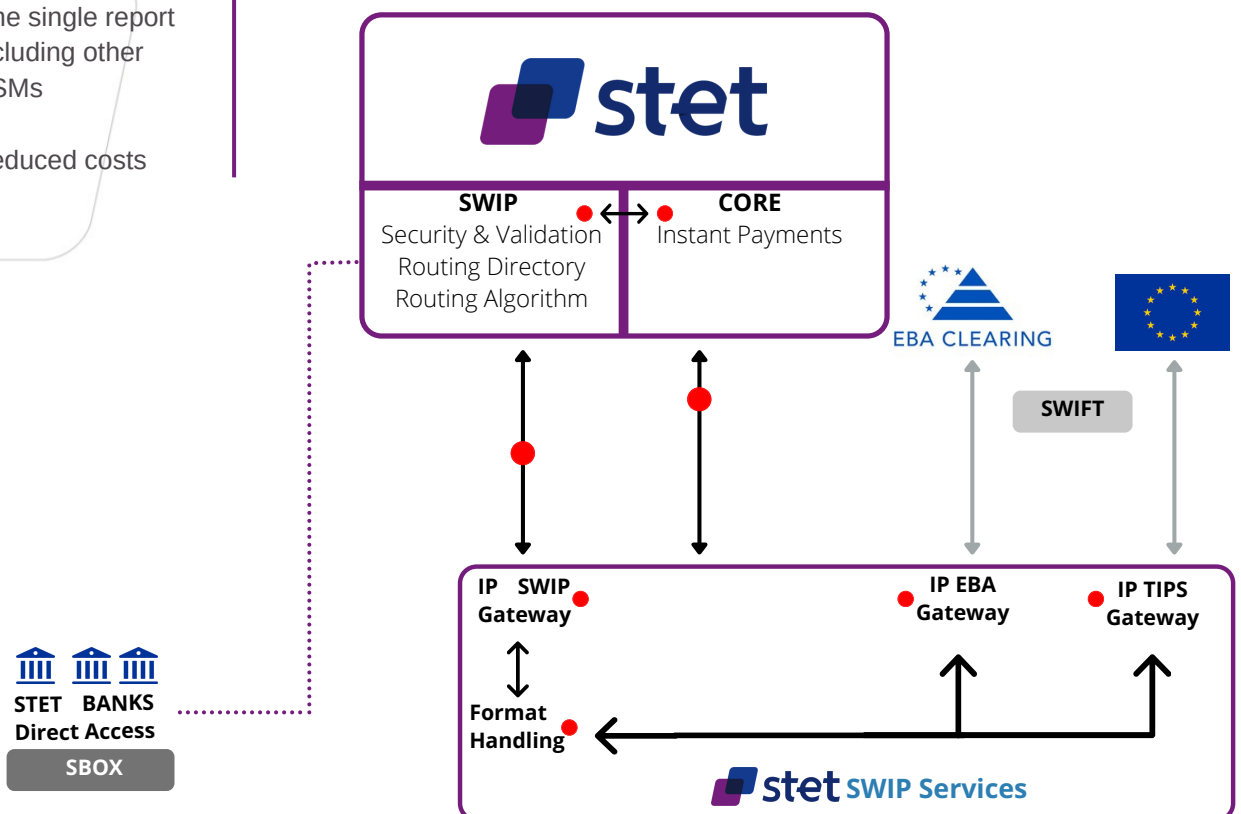 ne single report
cluding other
SMs
educed costs
stet
SWIP
Security & Validation
Routing Directory
Routing Algorithm
CORE
Instant Payments
EBA CLEARING
SWIFT
IP SWIP
Gateway
IP EBA
Gateway
IP TIPS
Gateway
Format
Handling
STET BANKS
Direct Access
SBOX
stet SWIP Services